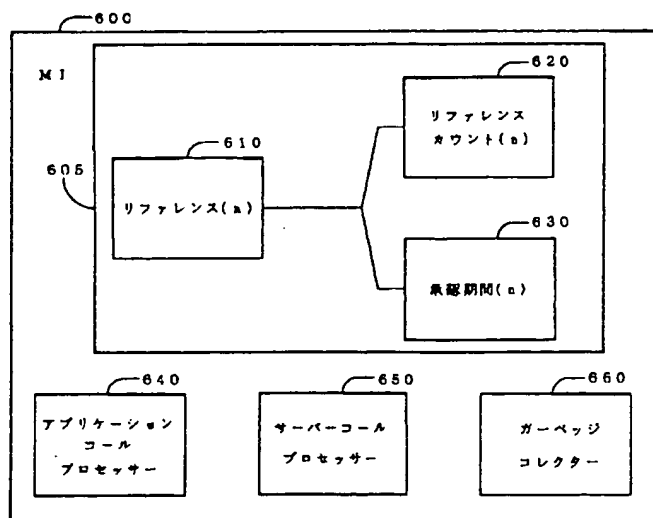 600
MI
620
リファレンス
カウント(n)
610
605
リファレンス(n)
630
承認期間(n)
640
アプリケーション
コール
プロセッサー
650
サーバーコール
プロセッサー
660
ガーベッジ
コレクター